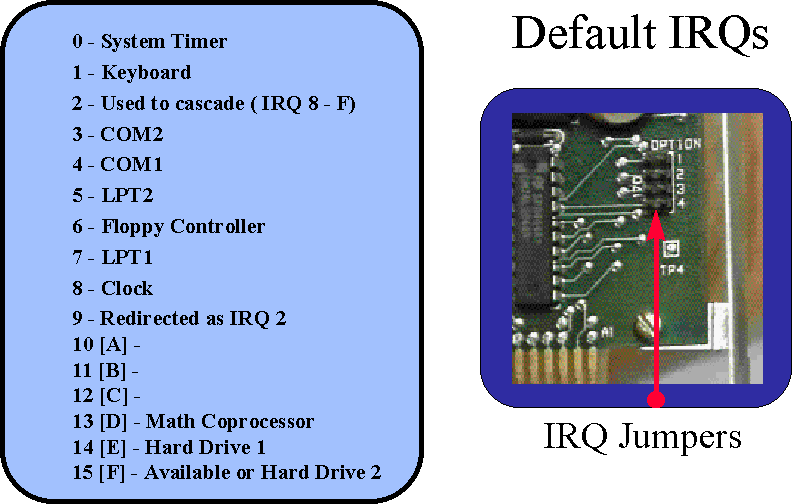 Default IRQs
0 - System Timer
1 - Keyboard
2 - Used to cascade ( IRQ 8 - F)
3 - COM2
4 - COM1
5 - LPT2
6 - Floppy Controller
7 - LPT1
8 - Clock
9 - Redirected as IRQ 2
10 [A] -
11 [B] -
12 [C] -
13 [D] - Math Coprocessor
14 [E] - Hard Drive 1
15 [F] - Available or Hard Drive 2
OPTION
1
2
3
4
TP4
A1
IRQ Jumpers